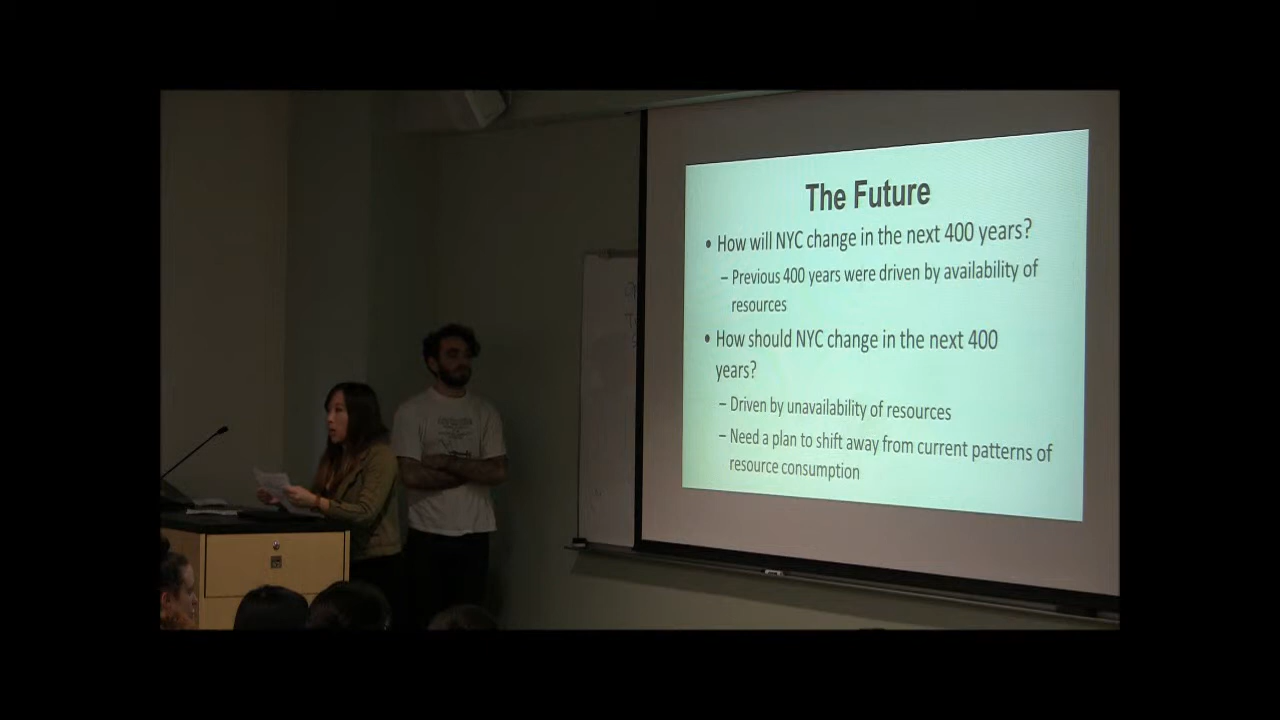 The Future
• How will NYC change in the next 400 years?
– Previous 400 years were driven by availability of
resources
• How should NYC change in the next 400
years?
– Driven by unavailability of resources
– Need a plan to shift away from current patterns of
resource consumption